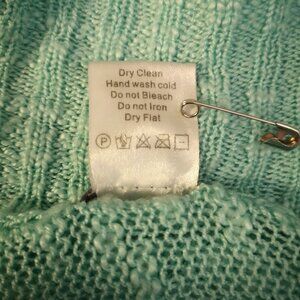 Dry Clean
Hand wash cold
Do not Bleach
Do not Iron
Dry Flat
P